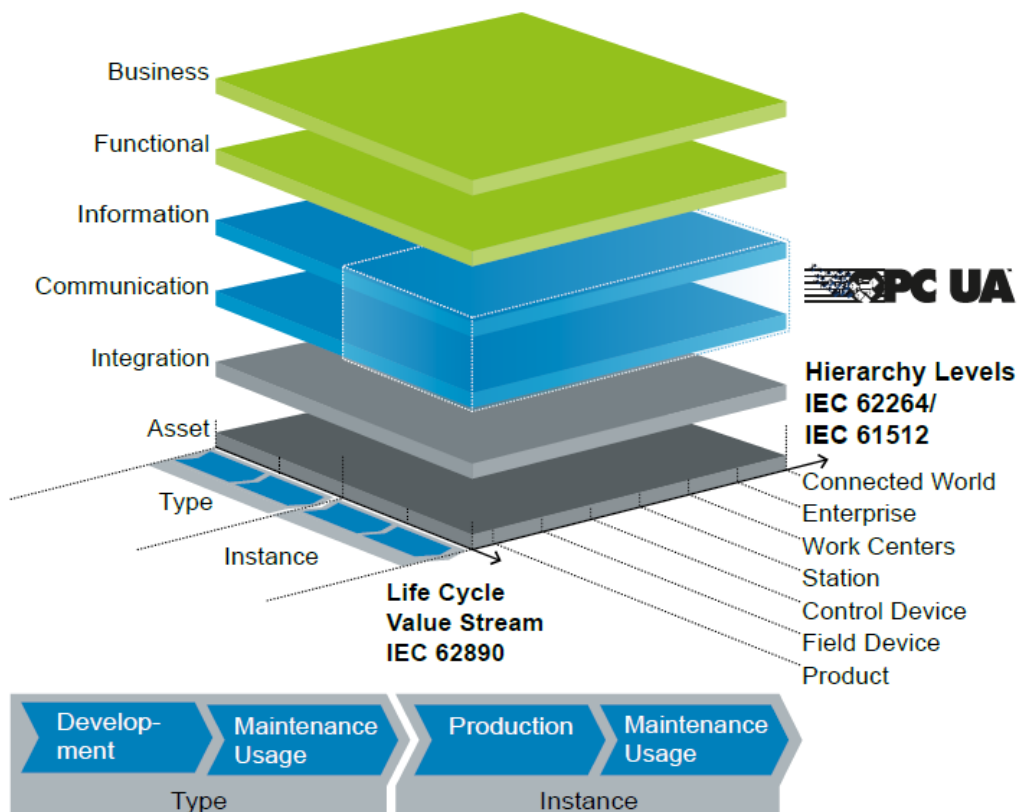 Business
Functional
Information
Communication
Integration
Asset
OPC UA™
Hierarchy Levels
IEC 62264/
IEC 61512
Connected World
Enterprise
Work Centers
Station
Control Device
Field Device
Product
Type
Instance
Life Cycle
Value Stream
IEC 62890
Develop-
ment
Maintenance
Usage
Production
Maintenance
Usage
Type
Instance